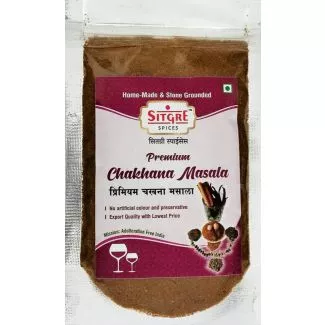 Home-Made & Stone Grounded
SITGRE
SPICES
सितग्रे स्पाईसेस
Premium
Chakhana Masala
प्रिमियम चखना मसाला
No artificial colour and preservative
Export Quality with Lowest Price
Mission: Adulteration Free India